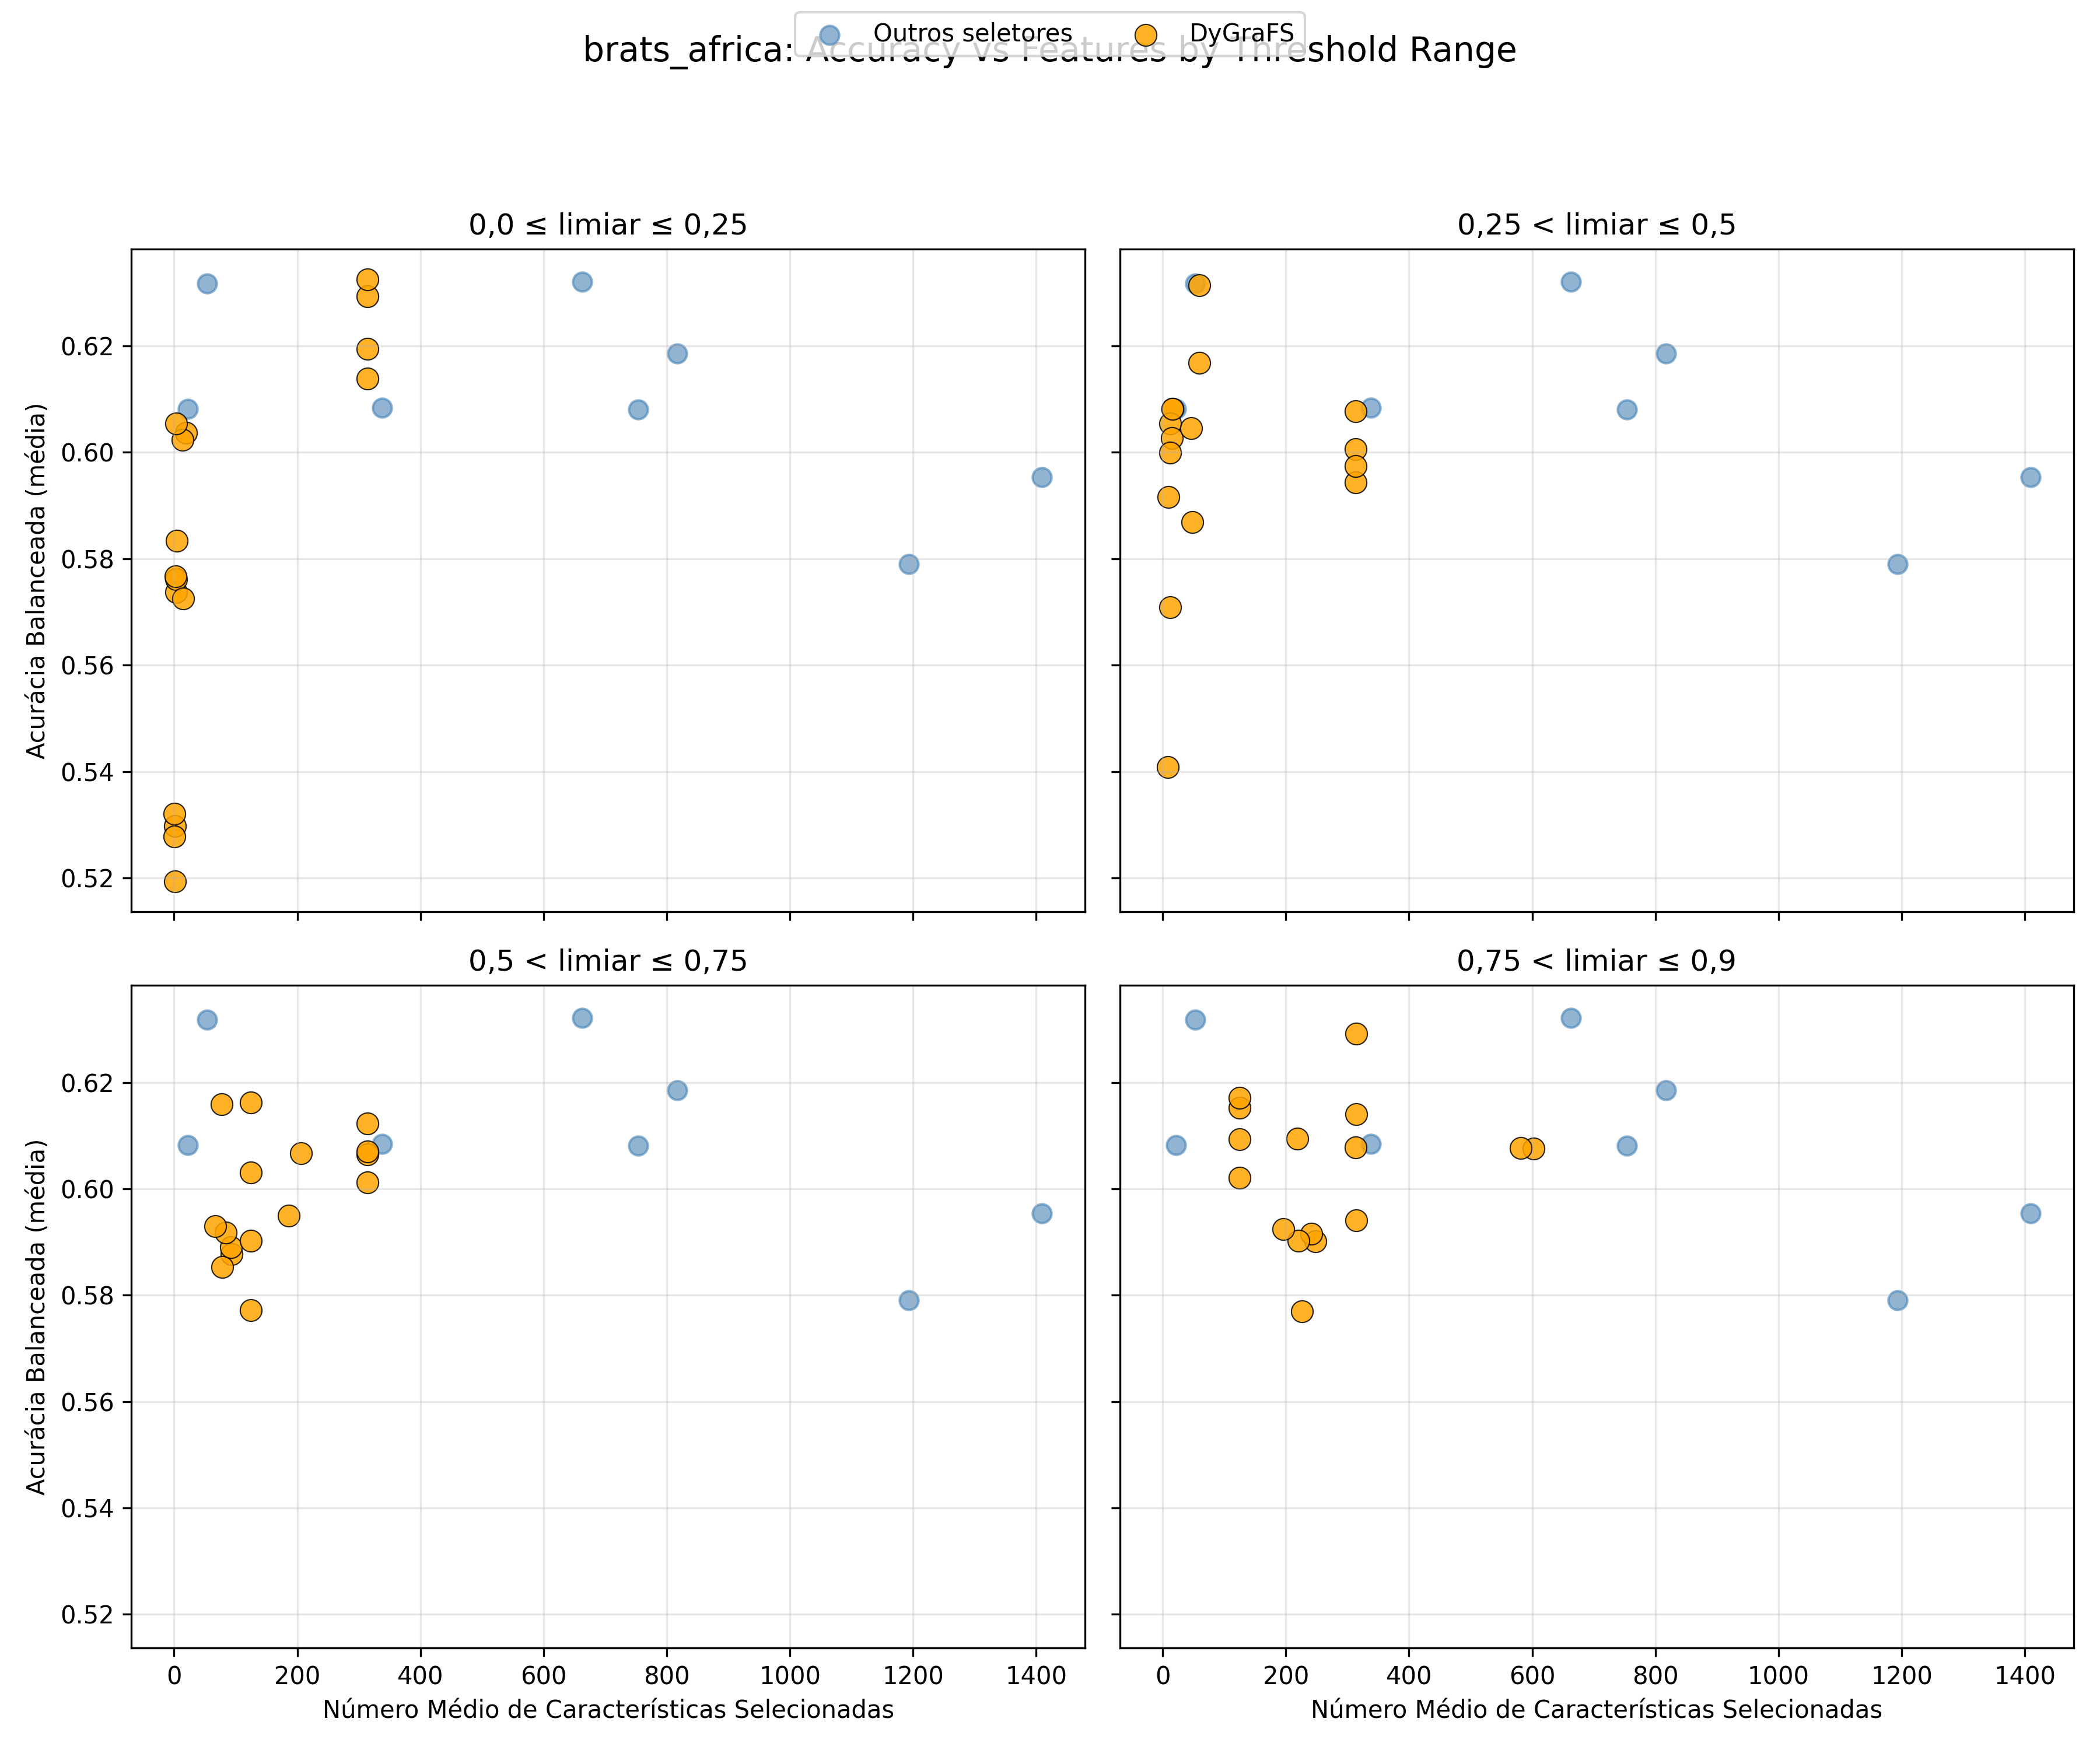 Outros seletores DyGraFS
brats_africa: Accuracy vs Features by Threshold Range
0,0 ≤ limiar ≤ 0,25
0,25 < limiar ≤ 0,5
Acurácia Balanceada (média)
0.62
0.60
0.58
0.56
0.54
0.52
0,5 < limiar ≤ 0,75
0,75 < limiar ≤ 0,9
Acurácia Balanceada (média)
0.62
0.60
0.58
0.56
0.54
0.52
0 200 400 600 800 1000 1200 1400
0 200 400 600 800 1000 1200 1400
Número Médio de Características Selecionadas
Número Médio de Características Selecionadas